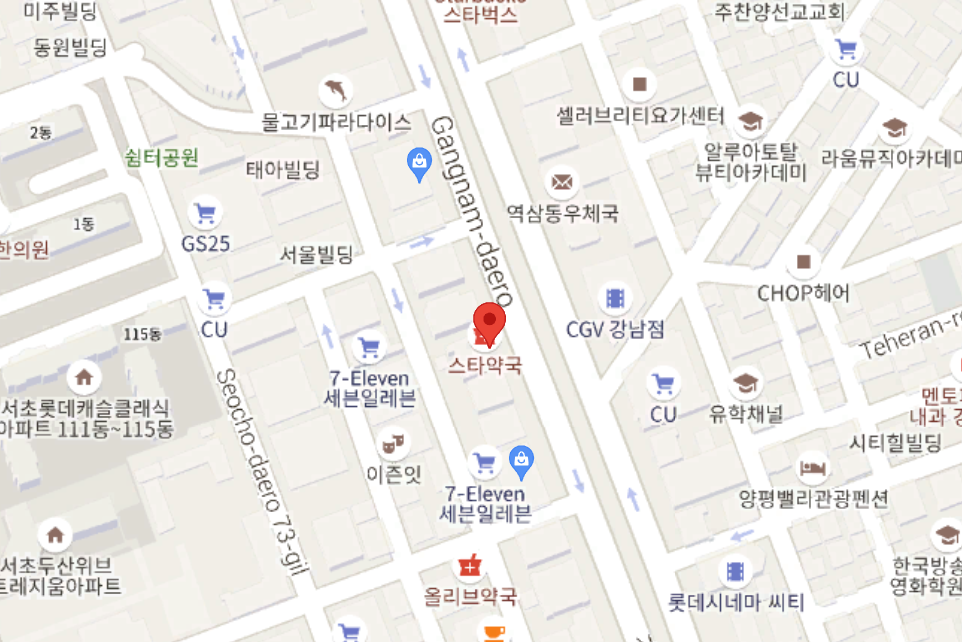 미주빌딩
스타벅스
주찬양선교교회
동원빌딩
CU
물고기파라다이스
셀러브리티요가센터
2동
쉼터공원
태아빌딩
알루아토탈
뷰티아카데미
라움뮤직아카데미
Gangnam-daero
1동
역삼동우체국
한의원
GS25
서울빌딩
CHOP헤어
CU
CGV 강남점
115동
스타약국
Teheran-r
7-Eleven
세븐일레븐
서초롯데캐슬클래식
아파트 111동~115동
Seocho-daero 73-gil
CU
유학채널
내과
시티힐빌딩
이즌잇
7-Eleven
세븐일레븐
양평밸리관광펜션
서초두산위브
트레지움아파트
올리브약국
롯데시네마 씨티
한국방송
영화학원